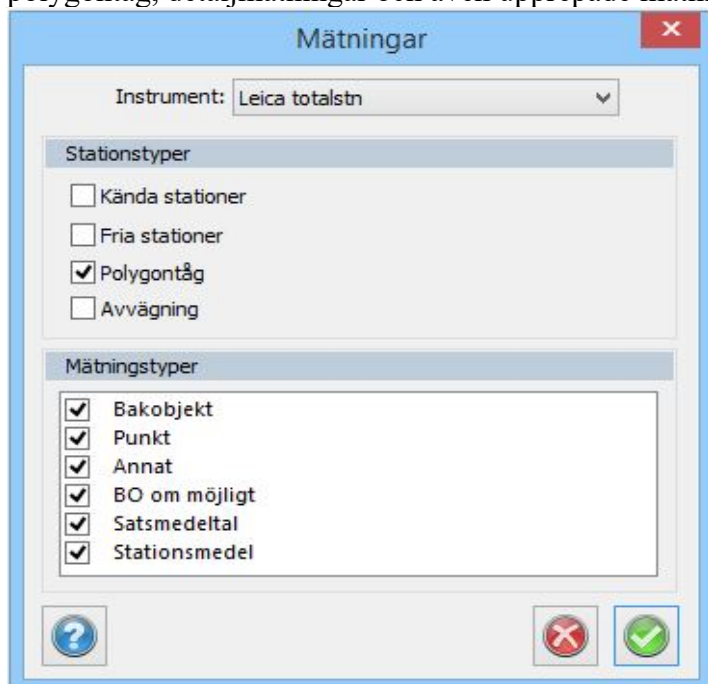 Mätningar
Instrument: Leica totalstn
Stationstyper
Kända stationer
Fria stationer
Polygontåg
Avvägning
Mätningstyper
Bakobjekt
Punkt
Annat
BO om möjligt
Satsmedeltal
Stationsmedel